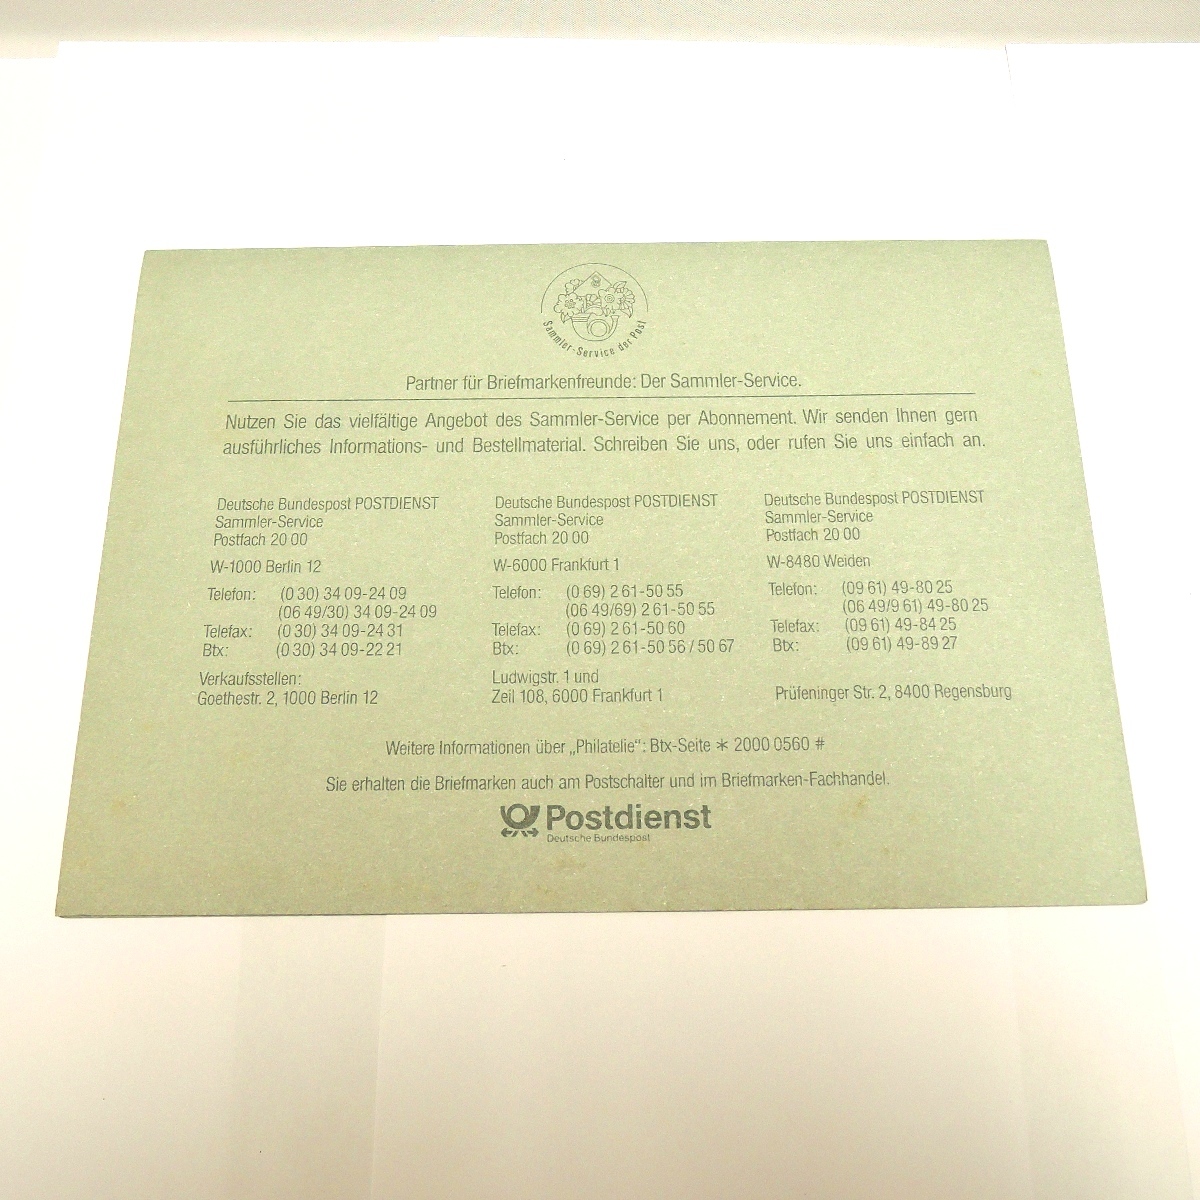 Sammler-Service der Post
Partner für Briefmarkenfreunde: Der Sammler-Service.
Nutzen Sie das vielfältige Angebot des Sammler-Service per Abonnement. Wir senden Ihnen gern
ausführliches Informations- und Bestellmaterial. Schreiben Sie uns, oder rufen Sie uns einfach an.
Deutsche Bundespost POSTDIENST
Sammler-Service
Postfach 20 00
W-1000 Berlin 12
Telefon: (0 30) 34 09-24 09
(06 49/30) 34 09-24 09
Telefax: (0 30) 34 09-24 31
Btx: (0 30) 34 09-22 21
Verkaufsstellen:
Goethestr. 2, 1000 Berlin 12
Deutsche Bundespost POSTDIENST
Sammler-Service
Postfach 20 00
W-6000 Frankfurt 1
Telefon: (0 69) 2 61-50 55
(06 49/69) 2 61-50 55
Telefax: (0 69) 2 61-50 60
Btx: (0 69) 2 61-50 56 / 50 67
Ludwigstr. 1 und
Zeil 108, 6000 Frankfurt 1
Deutsche Bundespost POSTDIENST
Sammler-Service
Postfach 20 00
W-8480 Weiden
Telefon: (09 61) 49-80 25
(06 49/9 61) 49-80 25
Telefax: (09 61) 49-84 25
Btx: (09 61) 49-89 27
Prüfeninger Str. 2, 8400 Regensburg
Weitere Informationen über „Philatelie“: Btx-Seite * 2000 0560 #
Sie erhalten die Briefmarken auch am Postschalter und im Briefmarken-Fachhandel.
Postdienst
Deutsche Bundespost